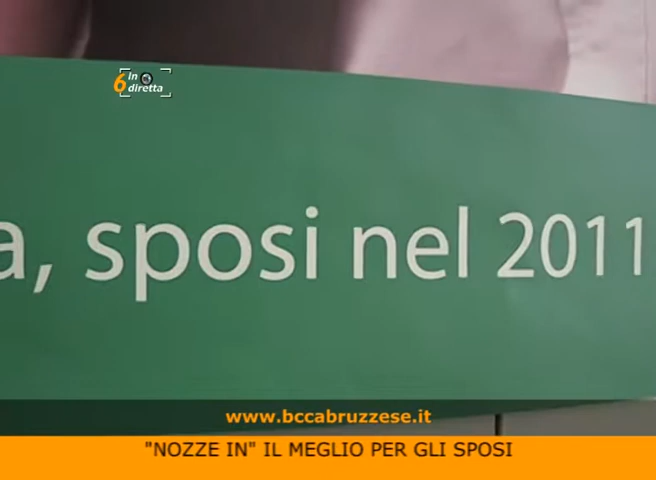 6 in
diretta
a, sposi nel 2011
www.bccabruzzese.it
"NOZZE IN" IL MEGLIO PER GLI SPOSI